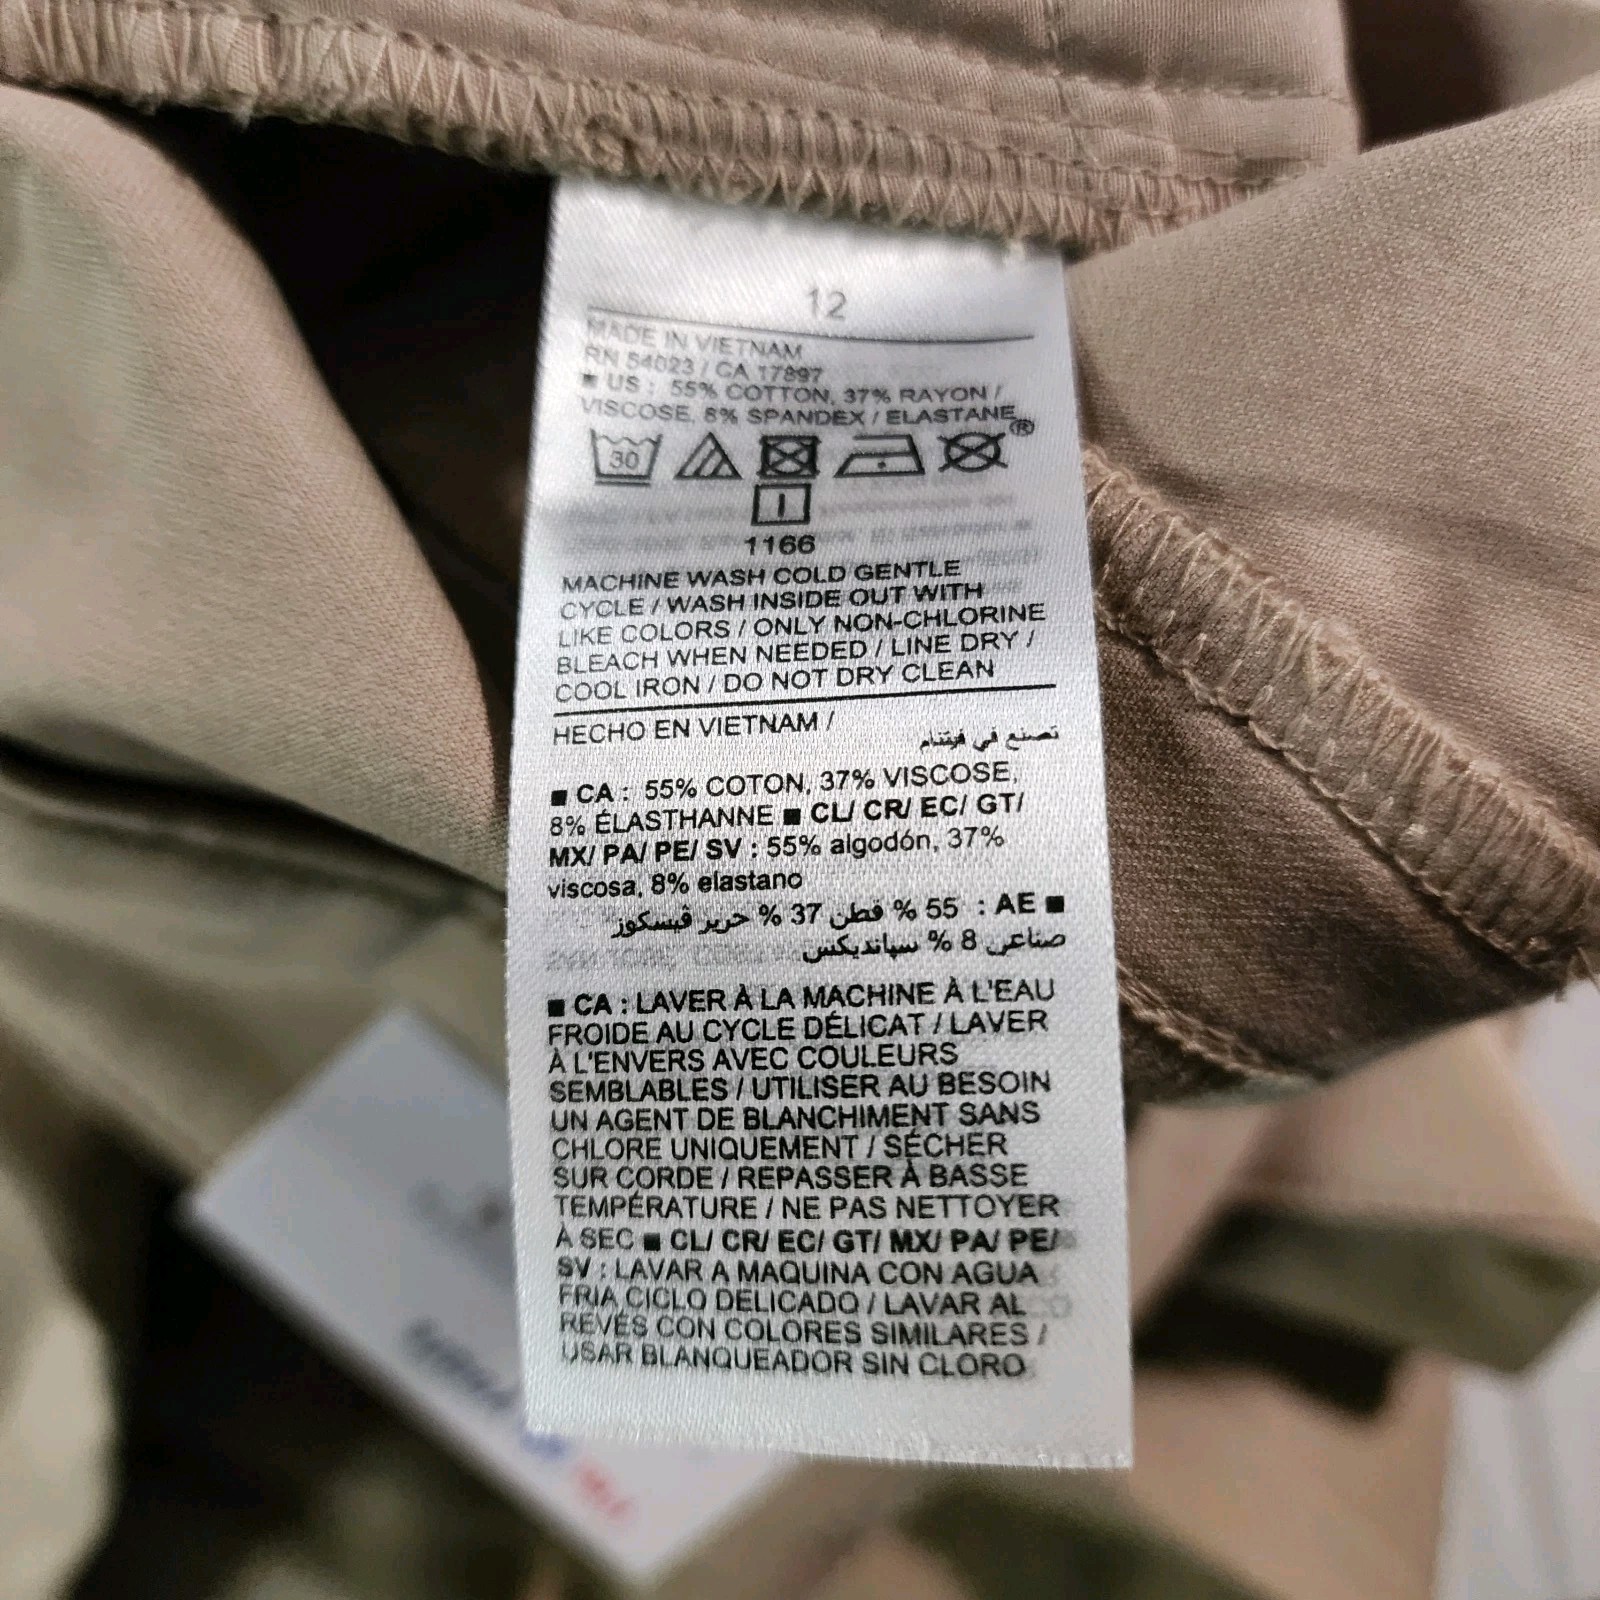 12
MADE IN VIETNAM
RN 54023 / CA 17897
■ US : 55% COTTON, 37% RAYON /
VISCOSE, 8% SPANDEX / ELASTANE
30
®
1166
MACHINE WASH COLD GENTLE
CYCLE / WASH INSIDE OUT WITH
LIKE COLORS / ONLY NON-CHLORINE
BLEACH WHEN NEEDED / LINE DRY /
COOL IRON / DO NOT DRY CLEAN
HECHO EN VIETNAM / تصنع في فيتنام
■ CA : 55% COTON, 37% VISCOSE,
8% ÉLASTHANNE ■ CL/ CR/ EC/ GT/
MX/ PA/ PE/ SV : 55% algodón, 37%
viscosa, 8% elastano
■ AE : 55 % قطن 37 % حرير ڤيسكوز
صناعى 8 % سباندیکس
■ CA : LAVER À LA MACHINE À L'EAU
FROIDE AU CYCLE DÉLICAT / LAVER
À L'ENVERS AVEC COULEURS
SEMBLABLES / UTILISER AU BESOIN
UN AGENT DE BLANCHIMENT SANS
CHLORE UNIQUEMENT / SÉCHER
SUR CORDE / REPASSER À BASSE
TEMPÉRATURE / NE PAS NETTOYER
À SEC ■ CL/ CR/ EC/ GT/ MX/ PA/ PE/
SV : LAVAR A MAQUINA CON AGUA
FRIA CICLO DELICADO / LAVAR AL
REVÉS CON COLORES SIMILARES /
USAR BLANQUEADOR SIN CLORO